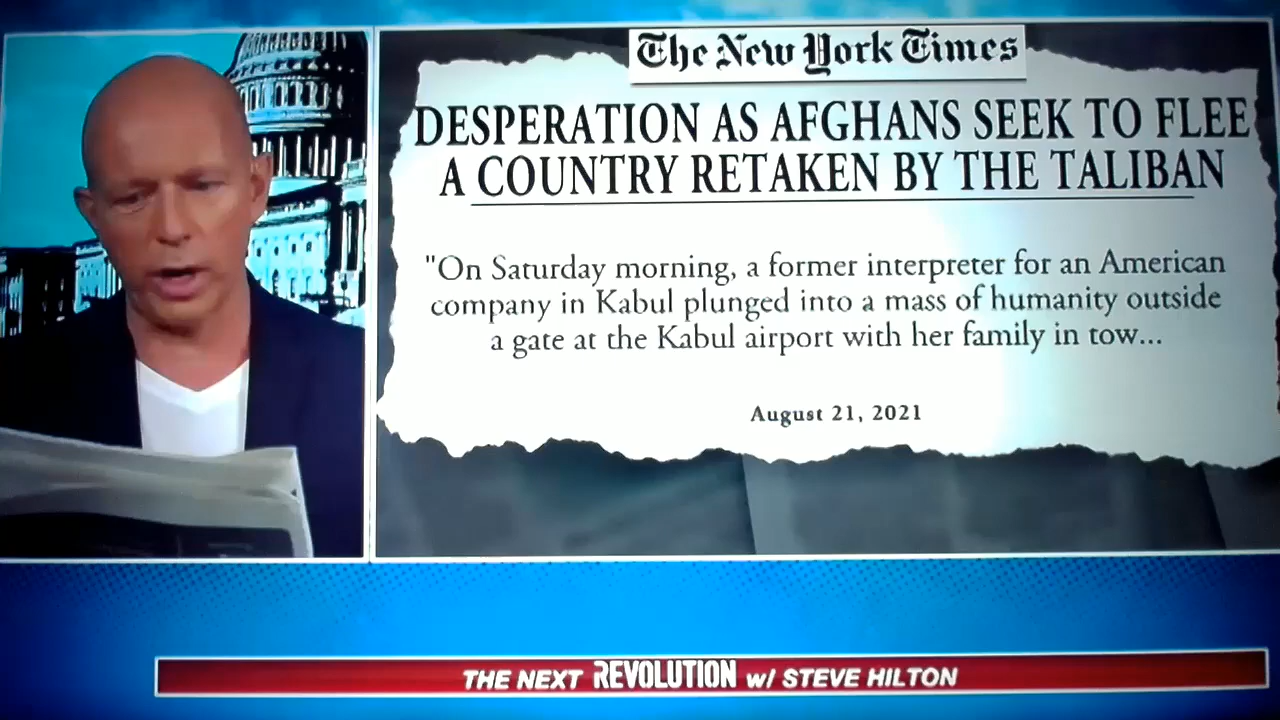 The New York Times
DESPERATION AS AFGHANS SEEK TO FLEE
A COUNTRY RETAKEN BY THE TALIBAN
"On Saturday morning, a former interpreter for an American
company in Kabul plunged into a mass of humanity outside
a gate at the Kabul airport with her family in tow...
August 21, 2021
THE NEXT REVOLUTION w/ STEVE HILTON